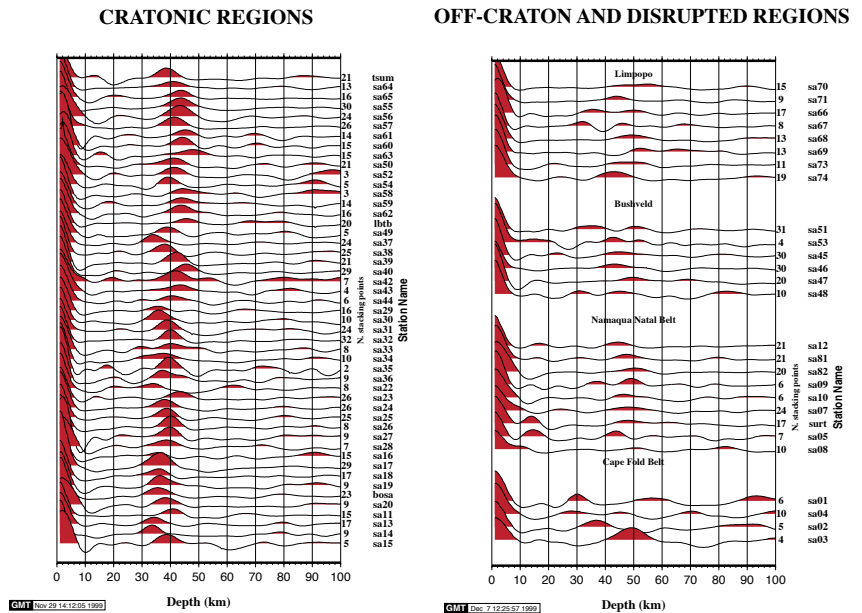 CRATONIC REGIONS
21 tsum
13 sa64
16 sa65
30 sa55
24 sa56
26 sa57
14 sa61
15 sa60
15 sa63
21 sa50
3 sa52
5 sa54
3 sa58
14 sa59
16 sa62
20 lbtb
5 sa49
24 sa37
25 sa38
21 sa39
29 sa40
7 sa42
4 sa43
6 sa44
16 sa29
10 sa30
24 sa31
32 sa32
8 sa33
10 sa34
2 sa35
9 sa36
8 sa22
26 sa23
26 sa24
25 sa25
8 sa26
9 sa27
7 sa28
15 sa16
29 sa17
17 sa18
9 sa19
23 bosa
9 sa20
15 sa11
17 sa13
9 sa14
5 sa15
N. stacking points
Station Name
0 10 20 30 40 50 60 70 80 90 100
Depth (km)
GMT Nov 29 14:12:05 1999
OFF-CRATON AND DISRUPTED REGIONS
Limpopo
15 sa70
9 sa71
17 sa66
8 sa67
13 sa68
13 sa69
11 sa73
19 sa74
Bushveld
31 sa51
4 sa53
30 sa45
30 sa46
20 sa47
10 sa48
Namaqua Natal Belt
21 sa12
21 sa81
20 sa82
6 sa09
6 sa10
24 sa07
17 surt
7 sa05
10 sa08
Cape Fold Belt
6 sa01
10 sa04
5 sa02
4 sa03
N. stacking points
Station Name
0 10 20 30 40 50 60 70 80 90 100
Depth (km)
GMT Dec 7 12:25:57 1999